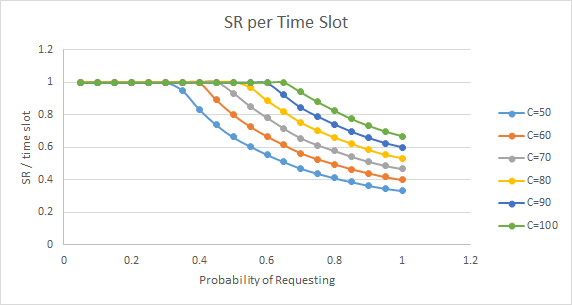 SR per Time Slot
SR / time slot
1.2
1
0.8
0.6
0.4
0.2
0
0 0.2 0.4 0.6 0.8 1 1.2
Probability of Requesting
C=50
C=60
C=70
C=80
C=90
C=100